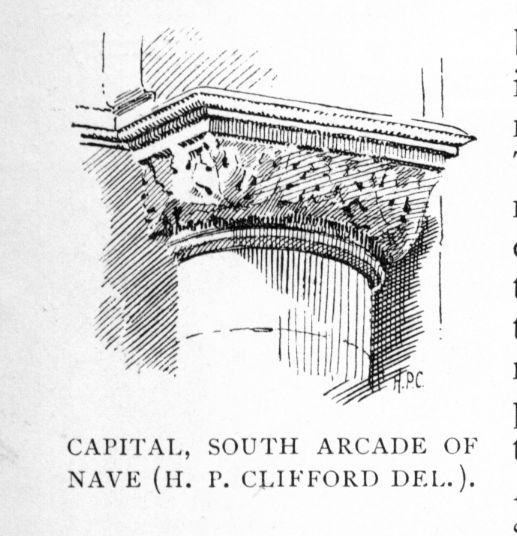 H.P.C.
CAPITAL, SOUTH ARCADE OF
NAVE (H. P. CLIFFORD DEL.).